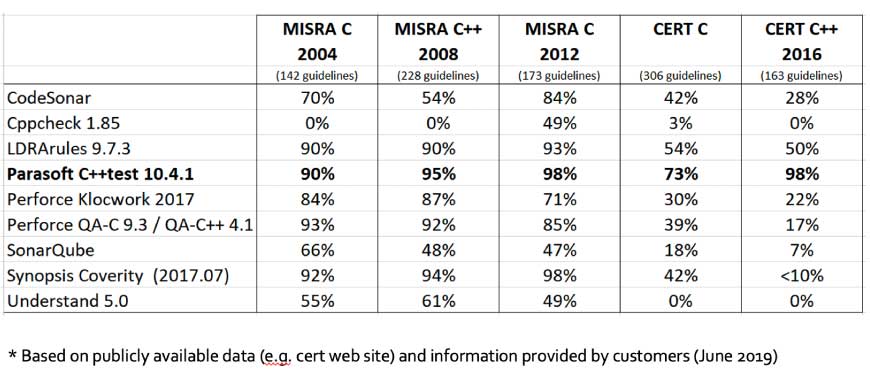 MISRA C MISRA C++ MISRA C CERT C CERT C++
2004 2008 2012 2016
(142 guidelines) (228 guidelines) (173 guidelines) (306 guidelines) (163 guidelines)
CodeSonar 70% 54% 84% 42% 28%
Cppcheck 1.85 0% 0% 49% 3% 0%
LDRArules 9.7.3 90% 90% 93% 54% 50%
Parasoft C++test 10.4.1 90% 95% 98% 73% 98%
Perforce Klocwork 2017 84% 87% 71% 30% 22%
Perforce QA-C 9.3 / QA-C++ 4.1 93% 92% 85% 39% 17%
SonarQube 66% 48% 47% 18% 7%
Synopsis Coverity (2017.07) 92% 94% 98% 42% <10%
Understand 5.0 55% 61% 49% 0% 0%
* Based on publicly available data (e.g. cert web site) and information provided by customers (June 2019)